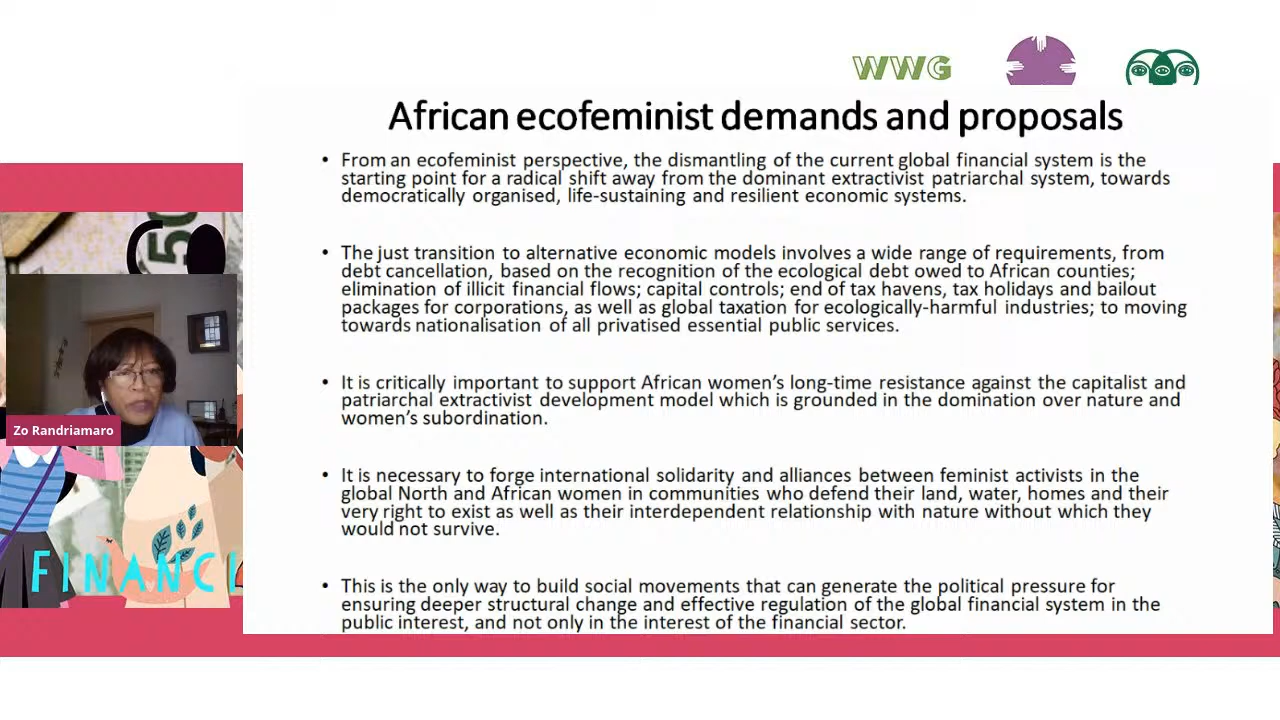 WWG
African ecofeminist demands and proposals
• From an ecofeminist perspective, the dismantling of the current global financial system is the
starting point for a radical shift away from the dominant extractivist patriarchal system, towards
democratically organised, life-sustaining and resilient economic systems.
• The just transition to alternative economic models involves a wide range of requirements, from
debt cancellation, based on the recognition of the ecological debt owed to African counties;
elimination of illicit financial flows; capital controls; end of tax havens, tax holidays and bailout
packages for corporations, as well as global taxation for ecologically-harmful industries; to moving
towards nationalisation of all privatised essential public services.
• It is critically important to support African women’s long-time resistance against the capitalist and
patriarchal extractivist development model which is grounded in the domination over nature and
women’s subordination.
• It is necessary to forge international solidarity and alliances between feminist activists in the
global North and African women in communities who defend their land, water, homes and their
very right to exist as well as their interdependent relationship with nature without which they
would not survive.
• This is the only way to build social movements that can generate the political pressure for
ensuring deeper structural change and effective regulation of the global financial system in the
public interest, and not only in the interest of the financial sector.
50
Zo Randriamaro
FINANCI